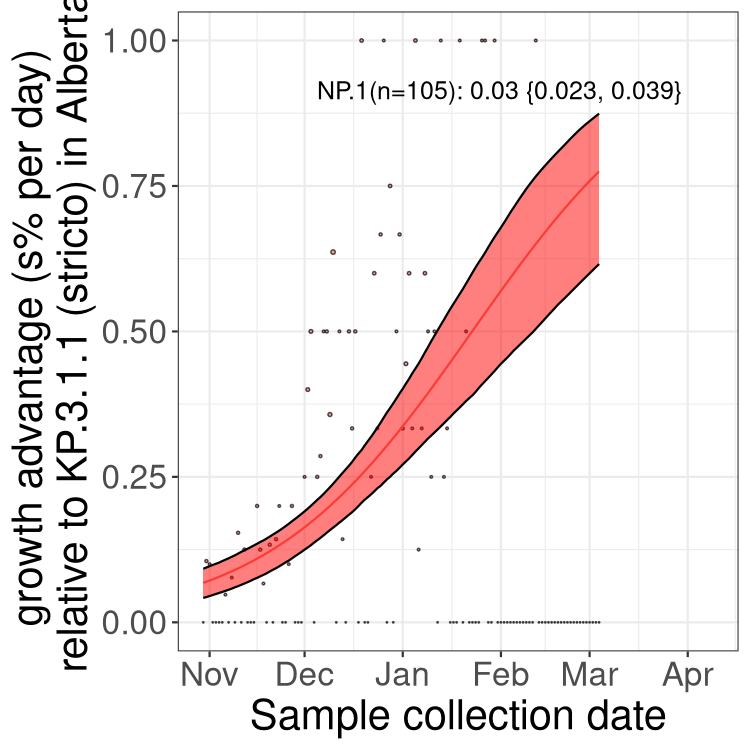 growth advantage (s% per day)
relative to KP.3.1.1 (stricto) in Alberta
1.00
0.75
0.50
0.25
0.00
NP.1(n=105): 0.03 {0.023, 0.039}
Nov Dec Jan Feb Mar Apr
Sample collection date